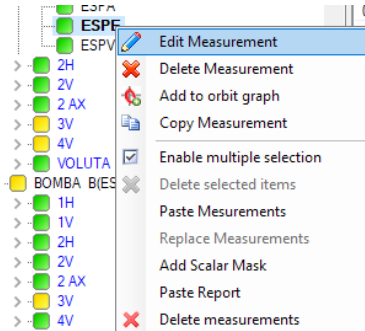 ESPA
ESPE
ESPV
2H
2V
2 AX
3V
4V
VOLUTA
BOMBA B(ES
1H
1V
2H
2V
2 AX
3V
4V
Edit Measurement
Delete Measurement
Add to orbit graph
Copy Measurement
Enable multiple selection
Delete selected items
Paste Mesurements
Replace Measurements
Add Scalar Mask
Paste Report
Delete measurements